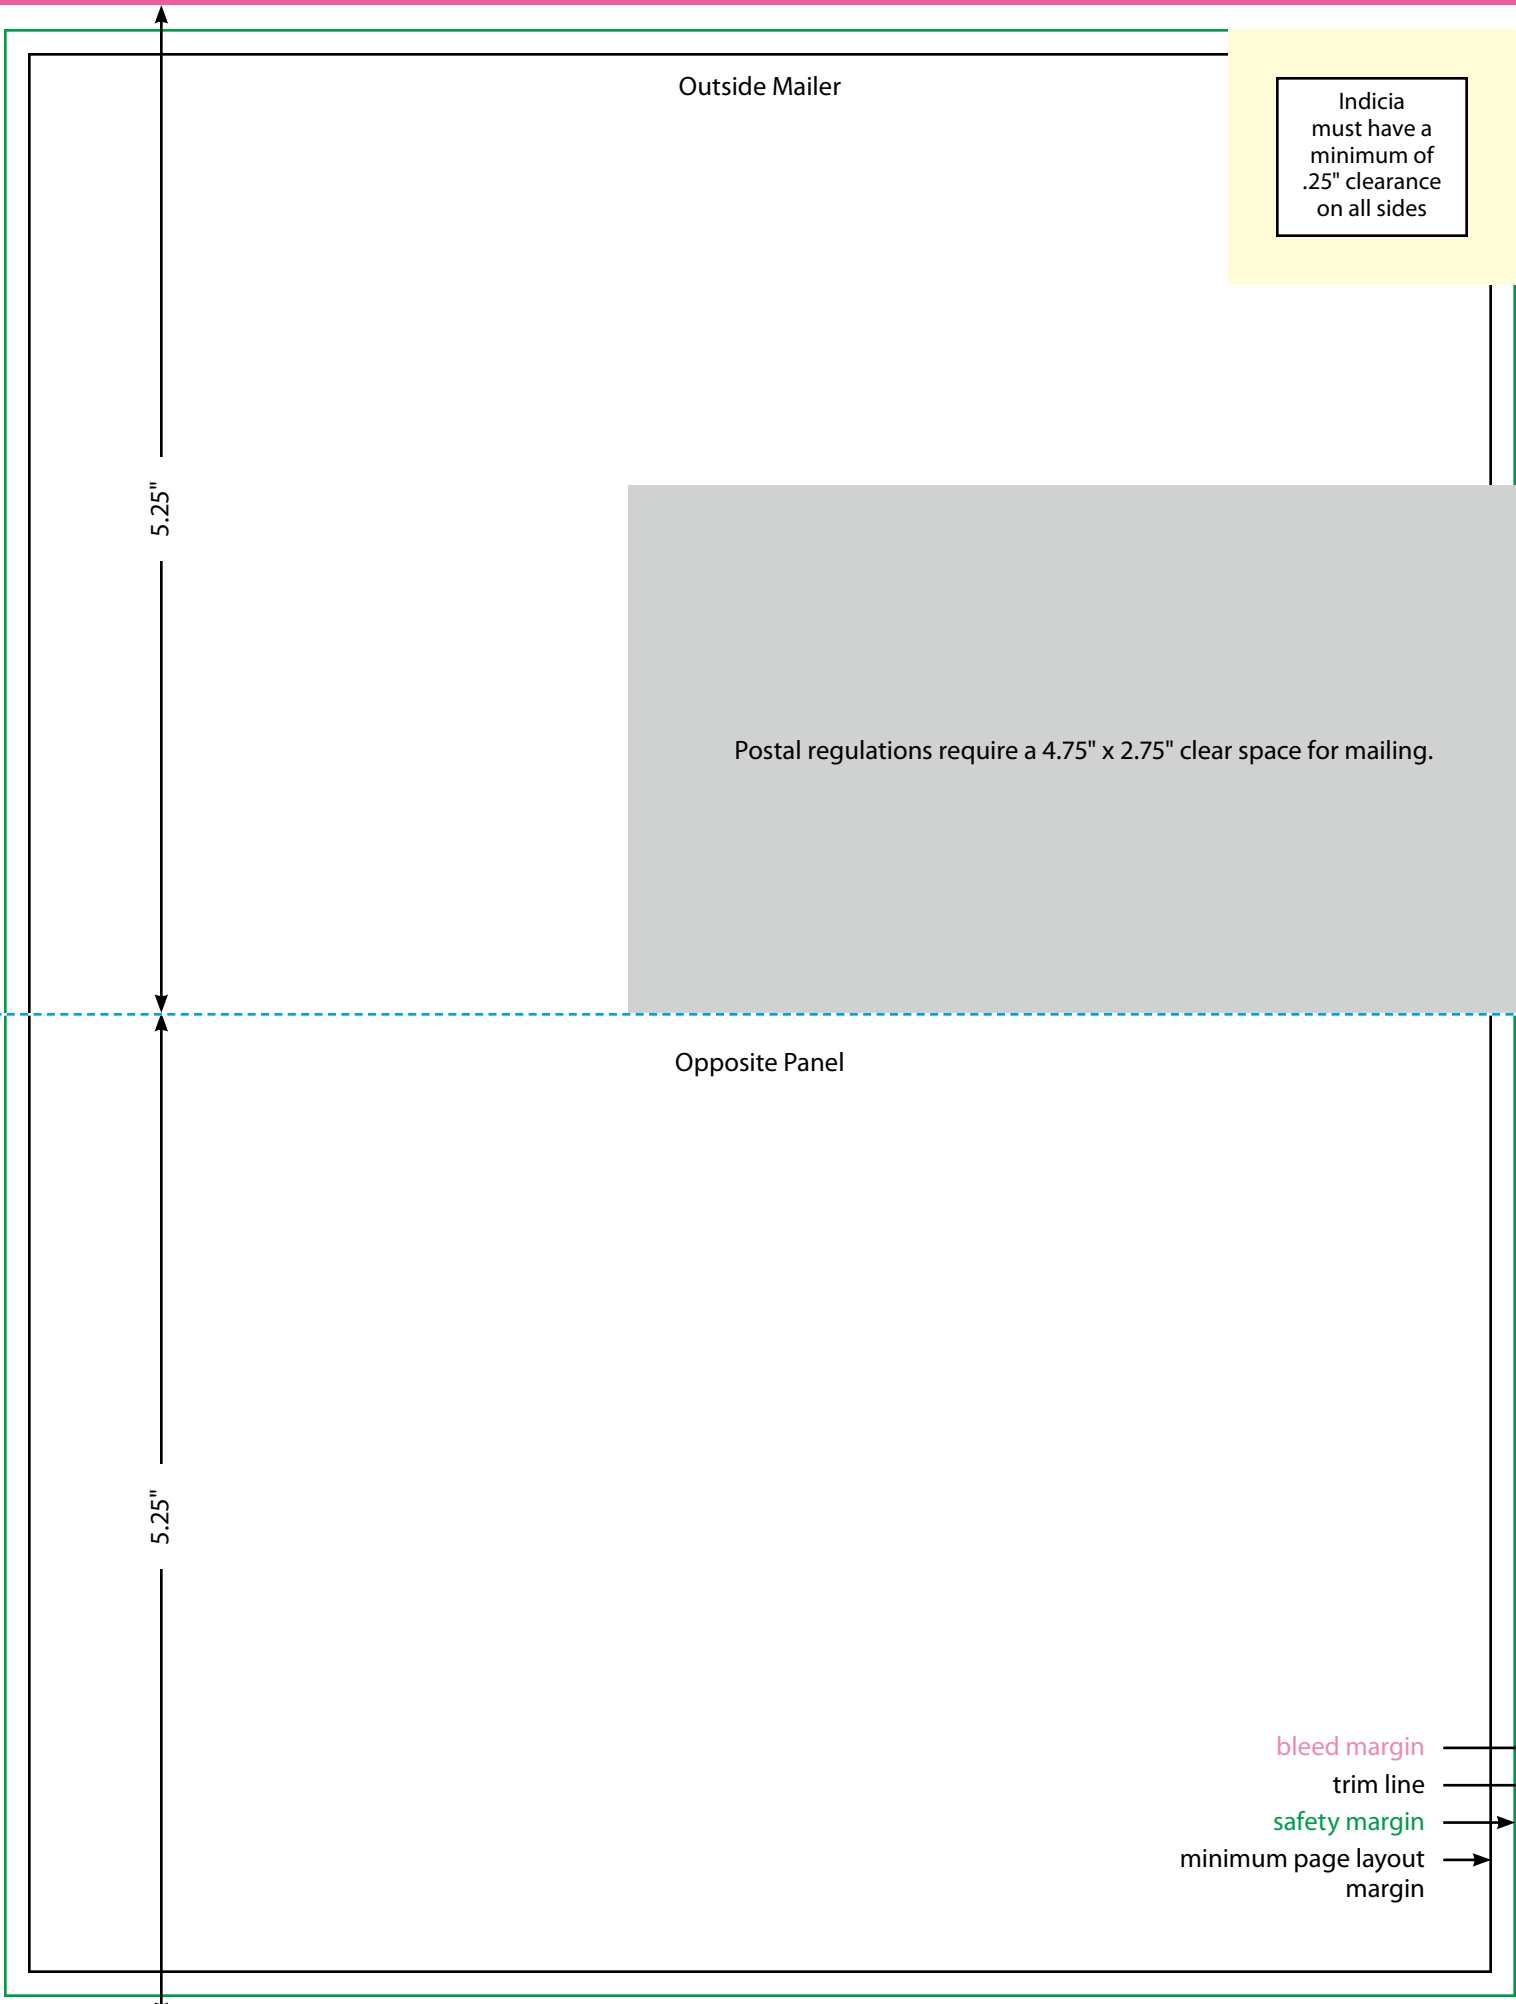 Outside Mailer
Indicia
must have a
minimum of
.25" clearance
on all sides
5.25"
Postal regulations require a 4.75" x 2.75" clear space for mailing.
Opposite Panel
5.25"
bleed margin
trim line
safety margin
minimum page layout
margin